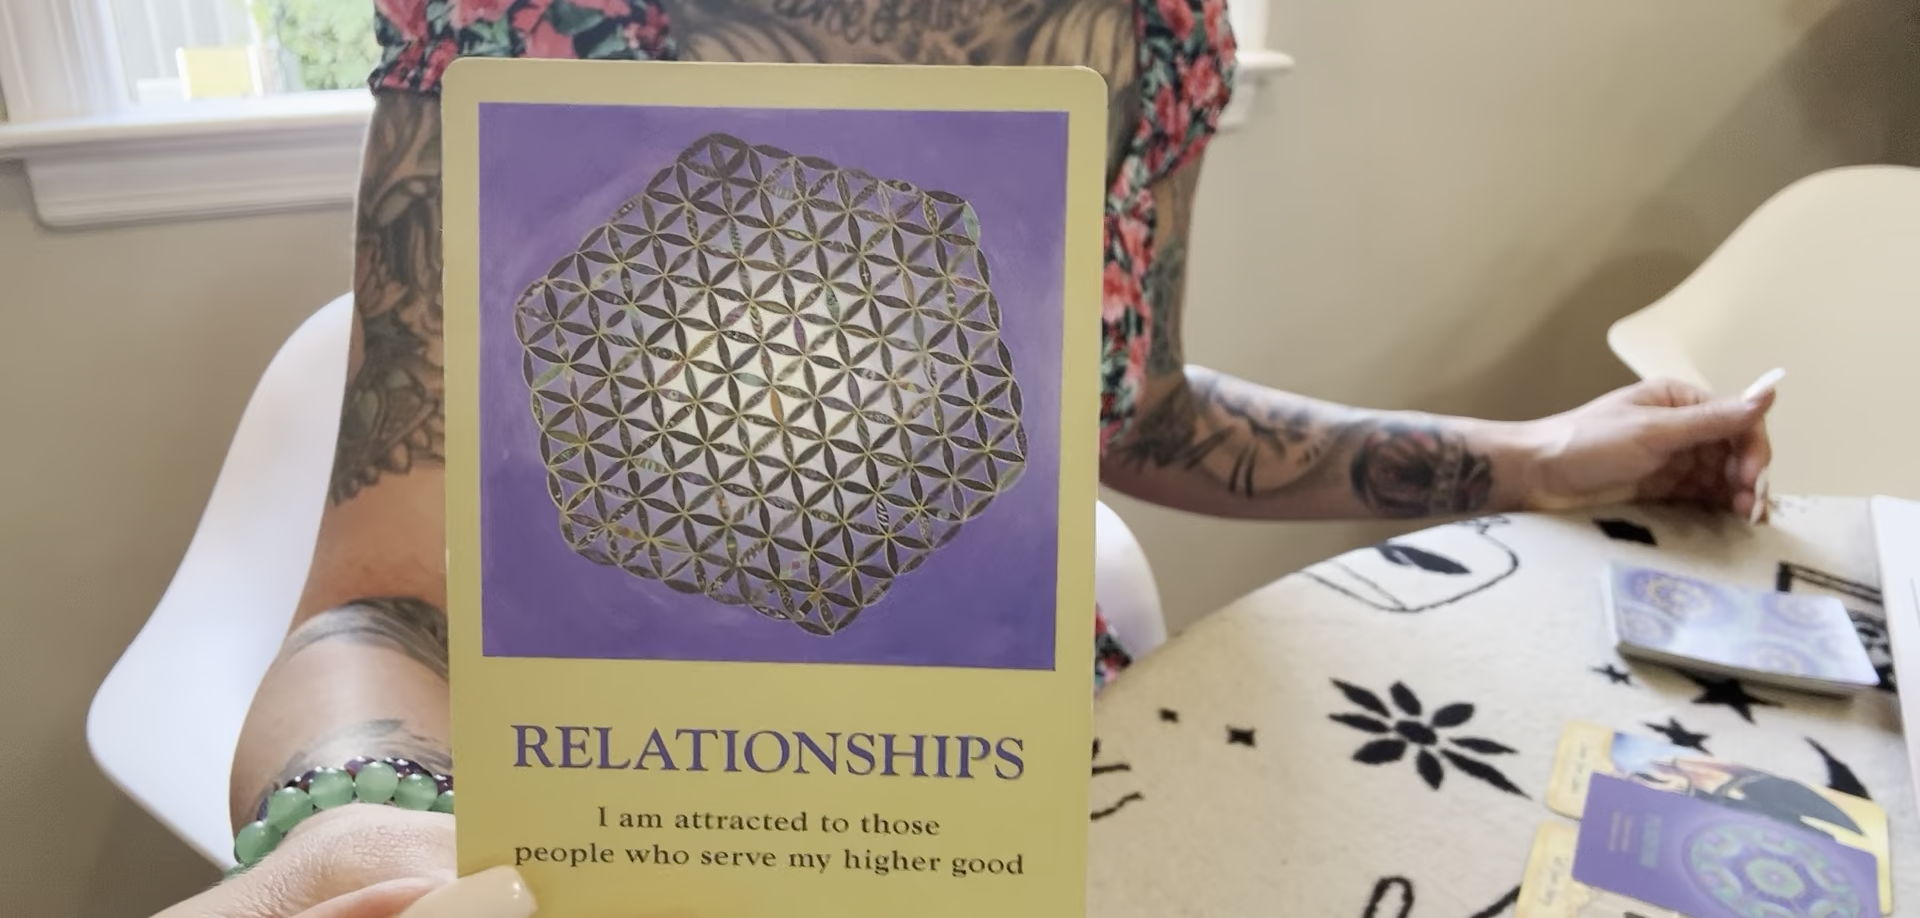 RELATIONSHIPS
I am attracted to those
people who serve my higher good